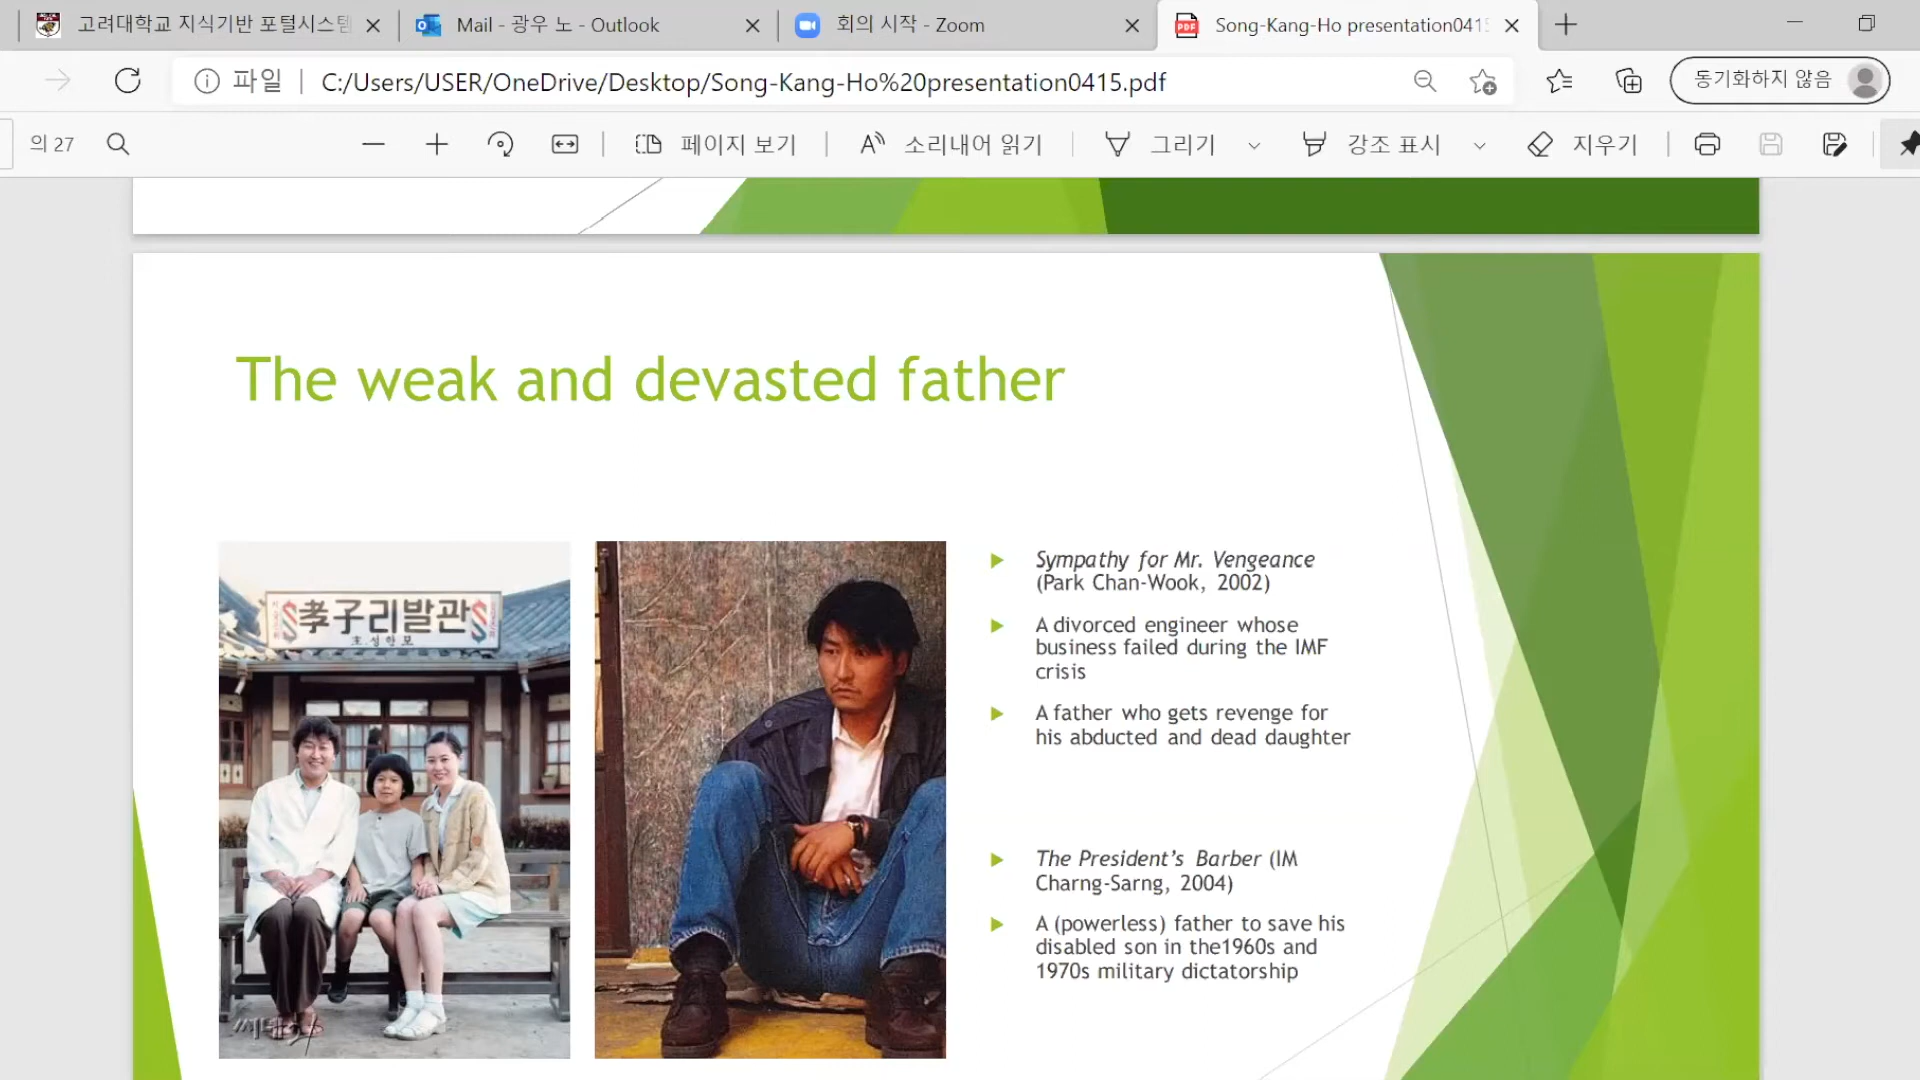 고려대학교 지식기반 포털시스템
Mail - 광우 노 - Outlook
회의 시작 - Zoom
Song-Kang-Ho presentation0415
파일
C:/Users/USER/OneDrive/Desktop/Song-Kang-Ho%20presentation0415.pdf
동기화하지 않음
의 27
페이지 보기
소리내어 읽기
그리기
강조 표시
지우기
The weak and devasted father
孝子리발관
主.성한모
Sympathy for Mr. Vengeance
(Park Chan-Wook, 2002)
A divorced engineer whose
business failed during the IMF
crisis
A father who gets revenge for
his abducted and dead daughter
The President's Barber (IM
Charng-Sarng, 2004)
A (powerless) father to save his
disabled son in the1960s and
1970s military dictatorship